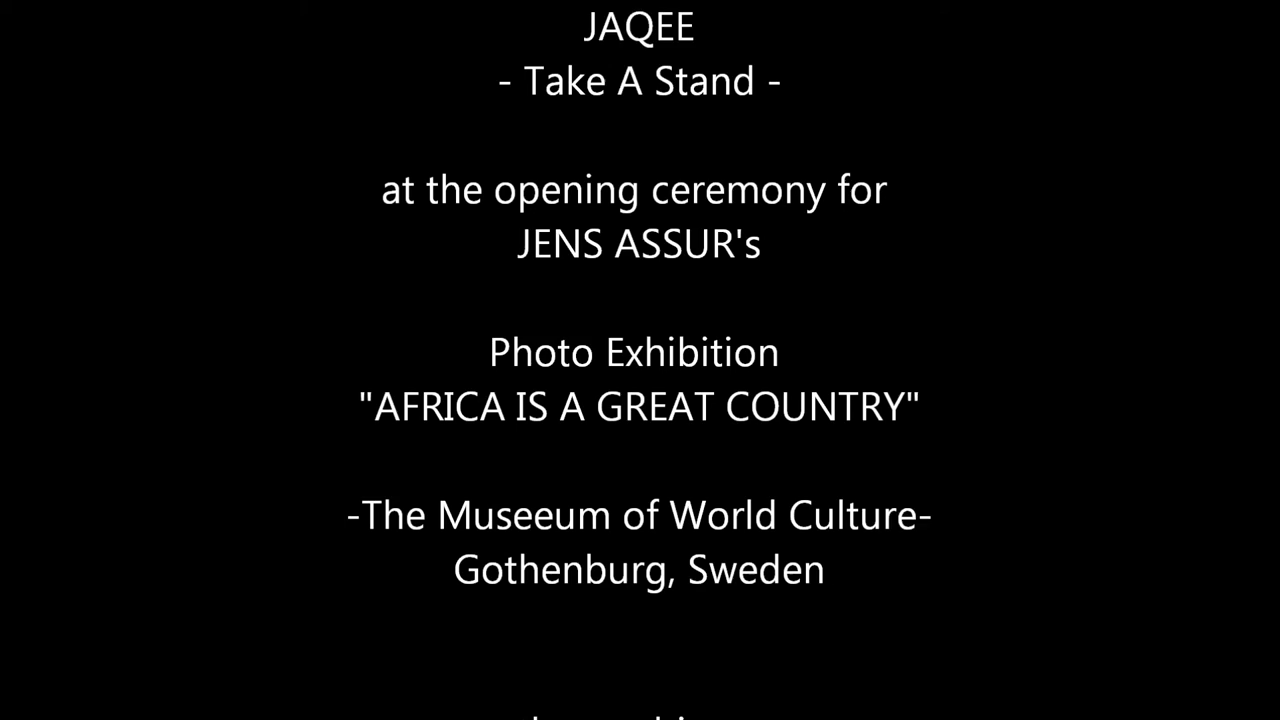 JAQEE
- Take A Stand -
at the opening ceremony for
JENS ASSUR's
Photo Exhibition
"AFRICA IS A GREAT COUNTRY"
-The Museeum of World Culture-
Gothenburg, Sweden